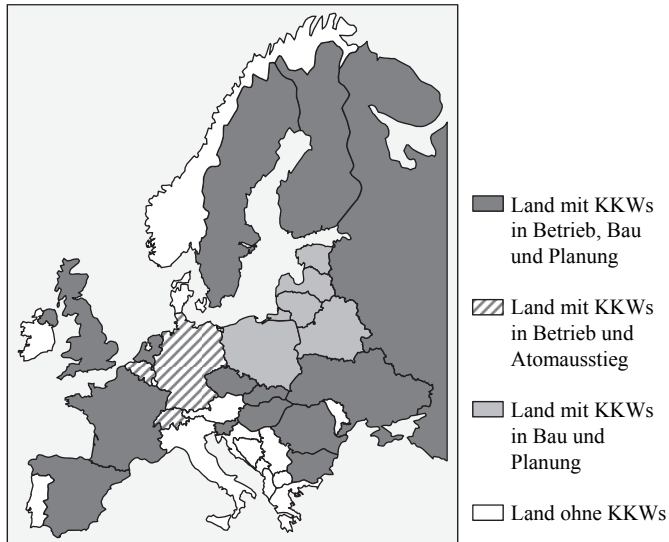 Land mit KKWs
in Betrieb, Bau
und Planung
Land mit KKWs
in Betrieb und
Atomausstieg
Land mit KKWs
in Bau und
Planung
Land ohne KKWs